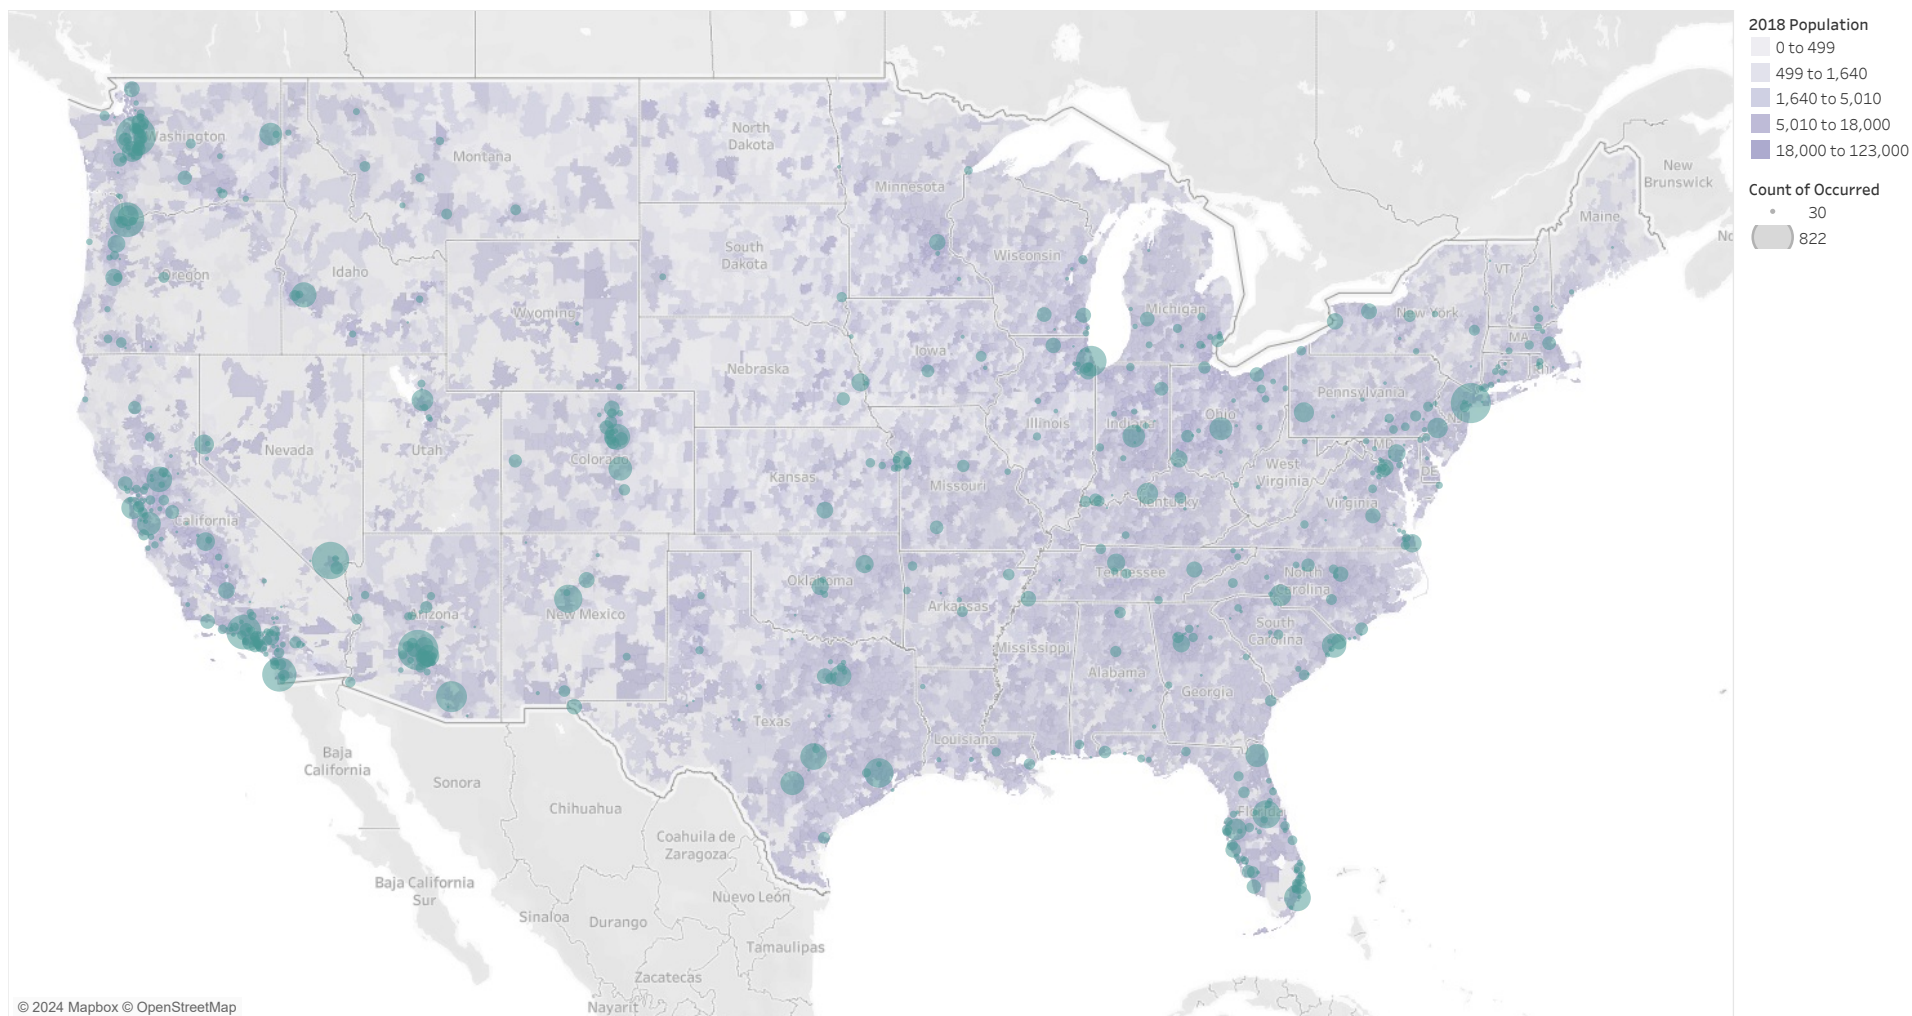 2018 Population
0 to 499
499 to 1,640
1,640 to 5,010
5,010 to 18,000
18,000 to 123,000
Count of Occurred
30
822
Washington
Montana
North
Dakota
Minnesota
New
Brunswick
Maine
Oregon
Idaho
South
Dakota
Wisconsin
VT
Wyoming
Michigan
New York
MA
Iowa
Nebraska
Pennsylvania
Nevada
Utah
Colorado
Illinois
Indiana
Ohio
MD
DE
Kansas
Missouri
West
Virginia
Virginia
Kentucky
California
Arizona
New Mexico
Oklahoma
Arkansas
Tennessee
North
Carolina
South
Carolina
Mississippi
Alabama
Georgia
Texas
Louisiana
Florida
Baja
California
Sonora
Chihuahua
Coahuila de
Zaragoza
Baja California
Sur
Nuevo León
Sinaloa
Durango
Tamaulipas
Zacatecas
Nayarit
© 2024 Mapbox © OpenStreetMap